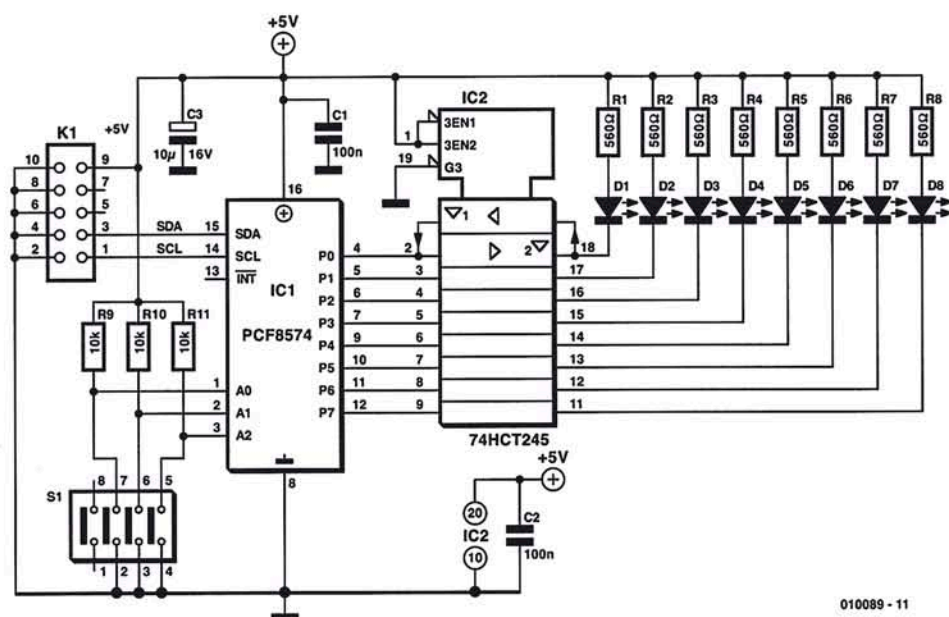 +5V
K1
+5V
C3
10µ 16V
C1
100n
IC2
3EN1
1 3EN2
19 G3
R1 R2 R3 R4 R5 R6 R7 R8
560Ω 560Ω 560Ω 560Ω 560Ω 560Ω 560Ω 560Ω
D1 D2 D3 D4 D5 D6 D7 D8
10 9
8 7
6 5
4 3
2 1
SDA
SCL
16
15 SDA
14 SCL
13 INT
IC1
PCF8574
P0 4 2 1 2 18
P1 5 3 17
P2 6 4 16
P3 7 5 15
P4 9 6 14
P5 10 7 13
P6 11 8 12
P7 12 9 11
74HCT245
R9 R10 R11
10k 10k 10k
1 A0
2 A1
3 A2
8
S1
8 7 6 5
1 2 3 4
+5V
20
IC2
10
C2
100n
010089 - 11